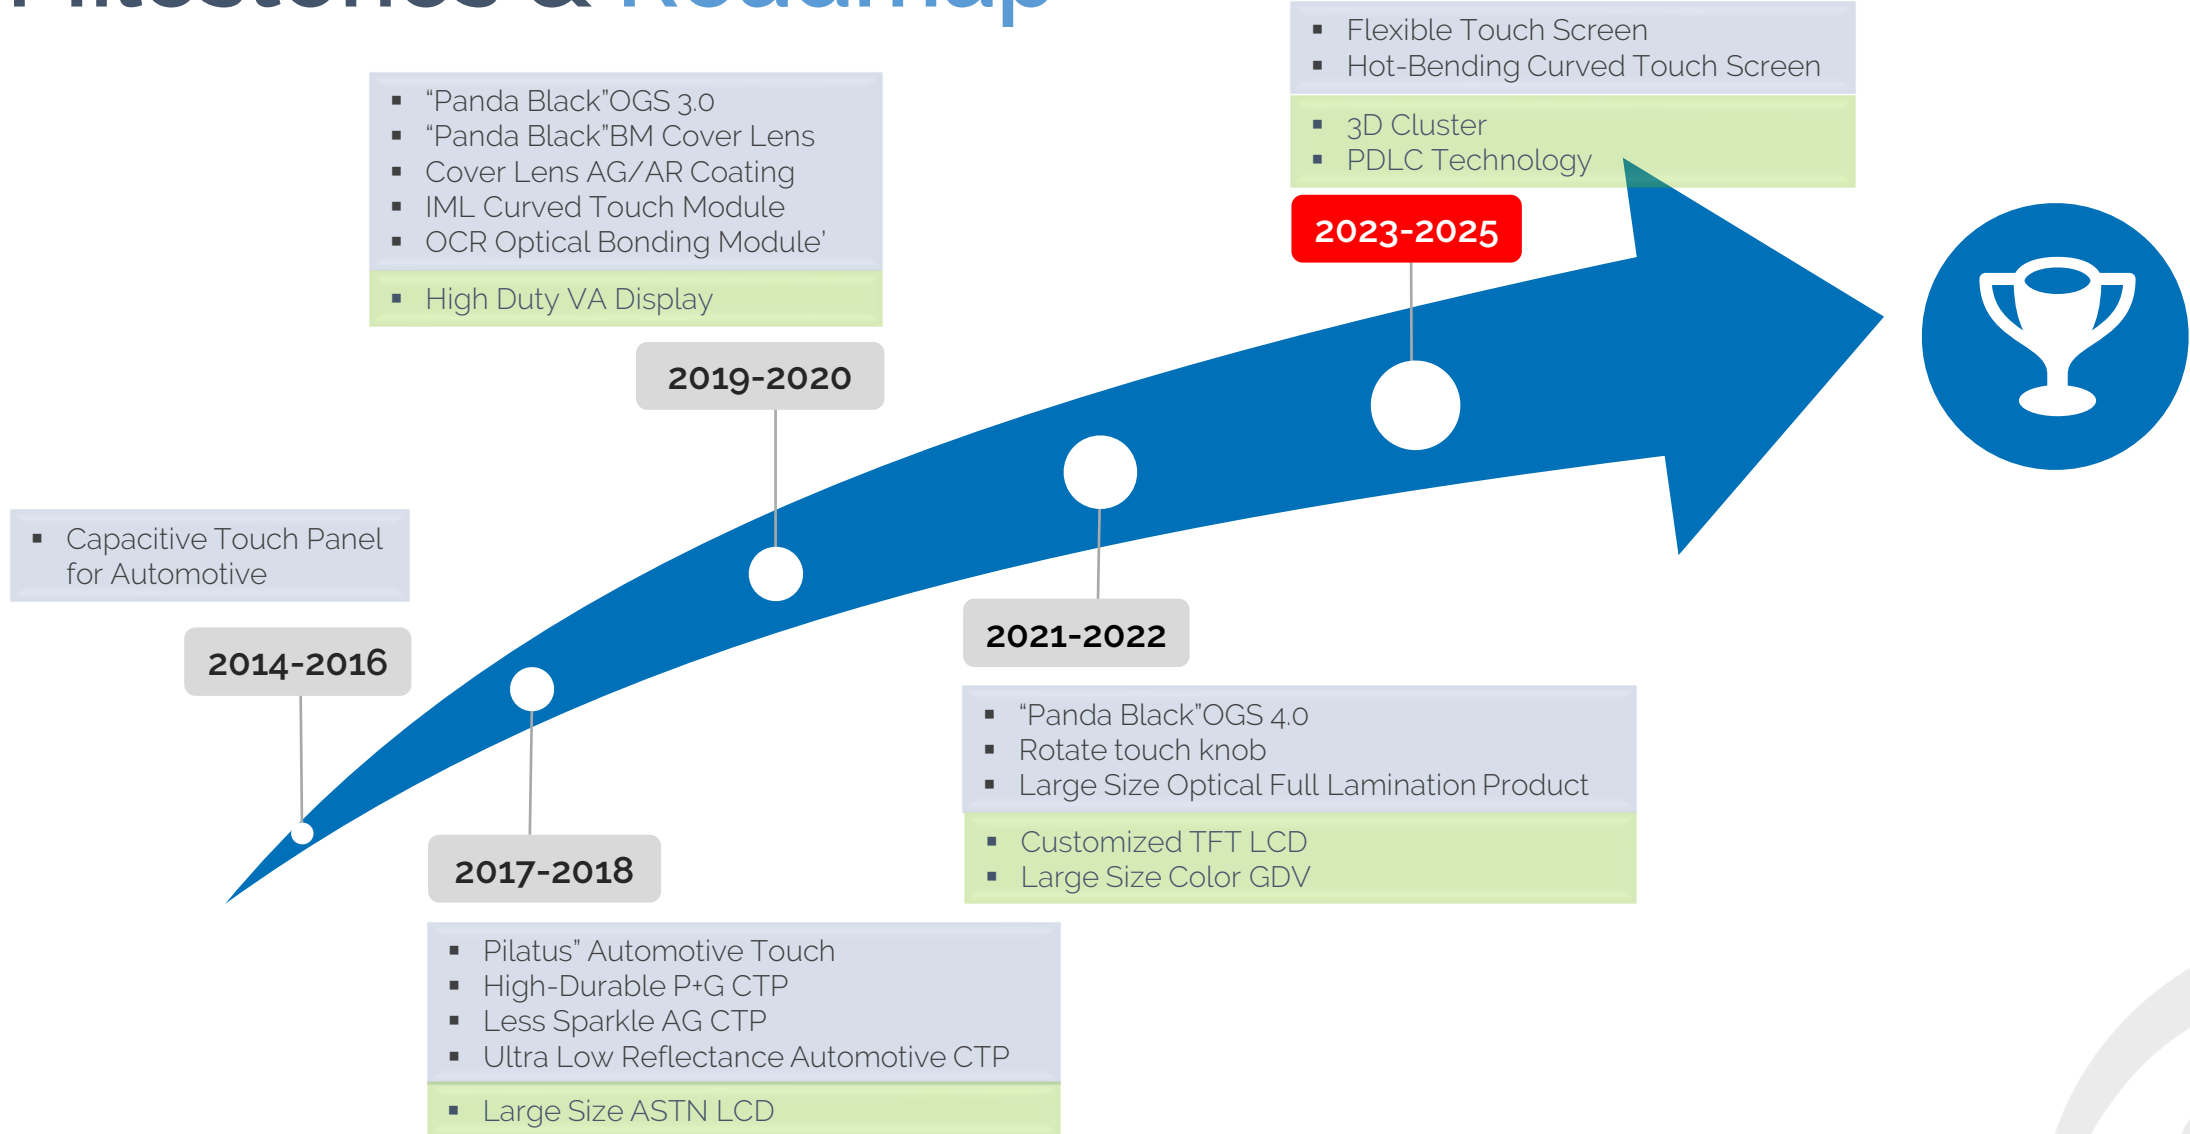 Milestones & Roadmap
Flexible Touch Screen
Hot-Bending Curved Touch Screen
3D Cluster
PDLC Technology
2023-2025
“Panda Black”OGS 3.0
“Panda Black”BM Cover Lens
Cover Lens AG/AR Coating
IML Curved Touch Module
OCR Optical Bonding Module’
High Duty VA Display
2019-2020
Capacitive Touch Panel
for Automotive
2014-2016
2021-2022
“Panda Black”OGS 4.0
Rotate touch knob
Large Size Optical Full Lamination Product
Customized TFT LCD
Large Size Color GDV
2017-2018
Pilatus” Automotive Touch
High-Durable P+G CTP
Less Sparkle AG CTP
Ultra Low Reflectance Automotive CTP
Large Size ASTN LCD